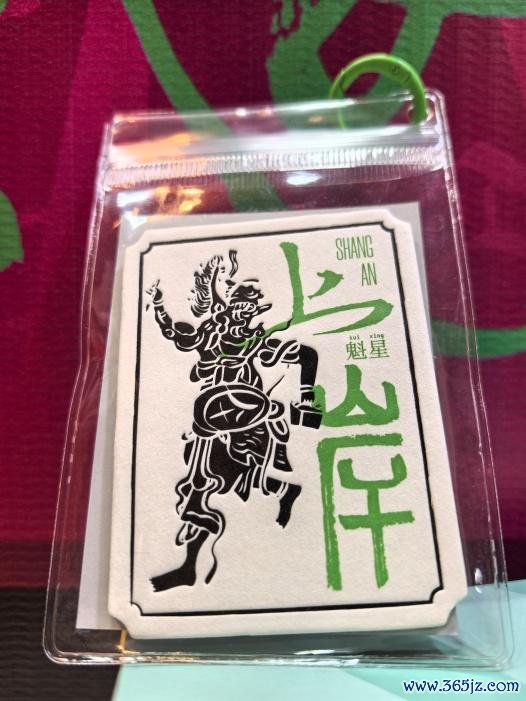 SHANG
AN
上
kui xing
魁星
岸
www.365jz.com